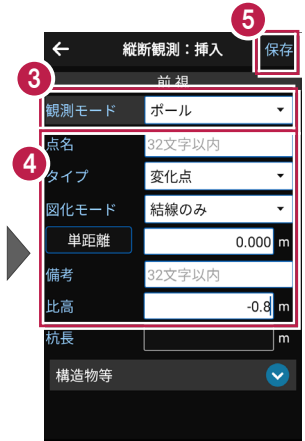 5
← 縦断観測：挿入 保存
前 視
3
観測モード ポール
4
点名 32文字以内
タイプ 変化点
図化モード 結線のみ
単距離 0.000 m
備考 32文字以内
比高 -0.8 m
杭長 m
構造物等